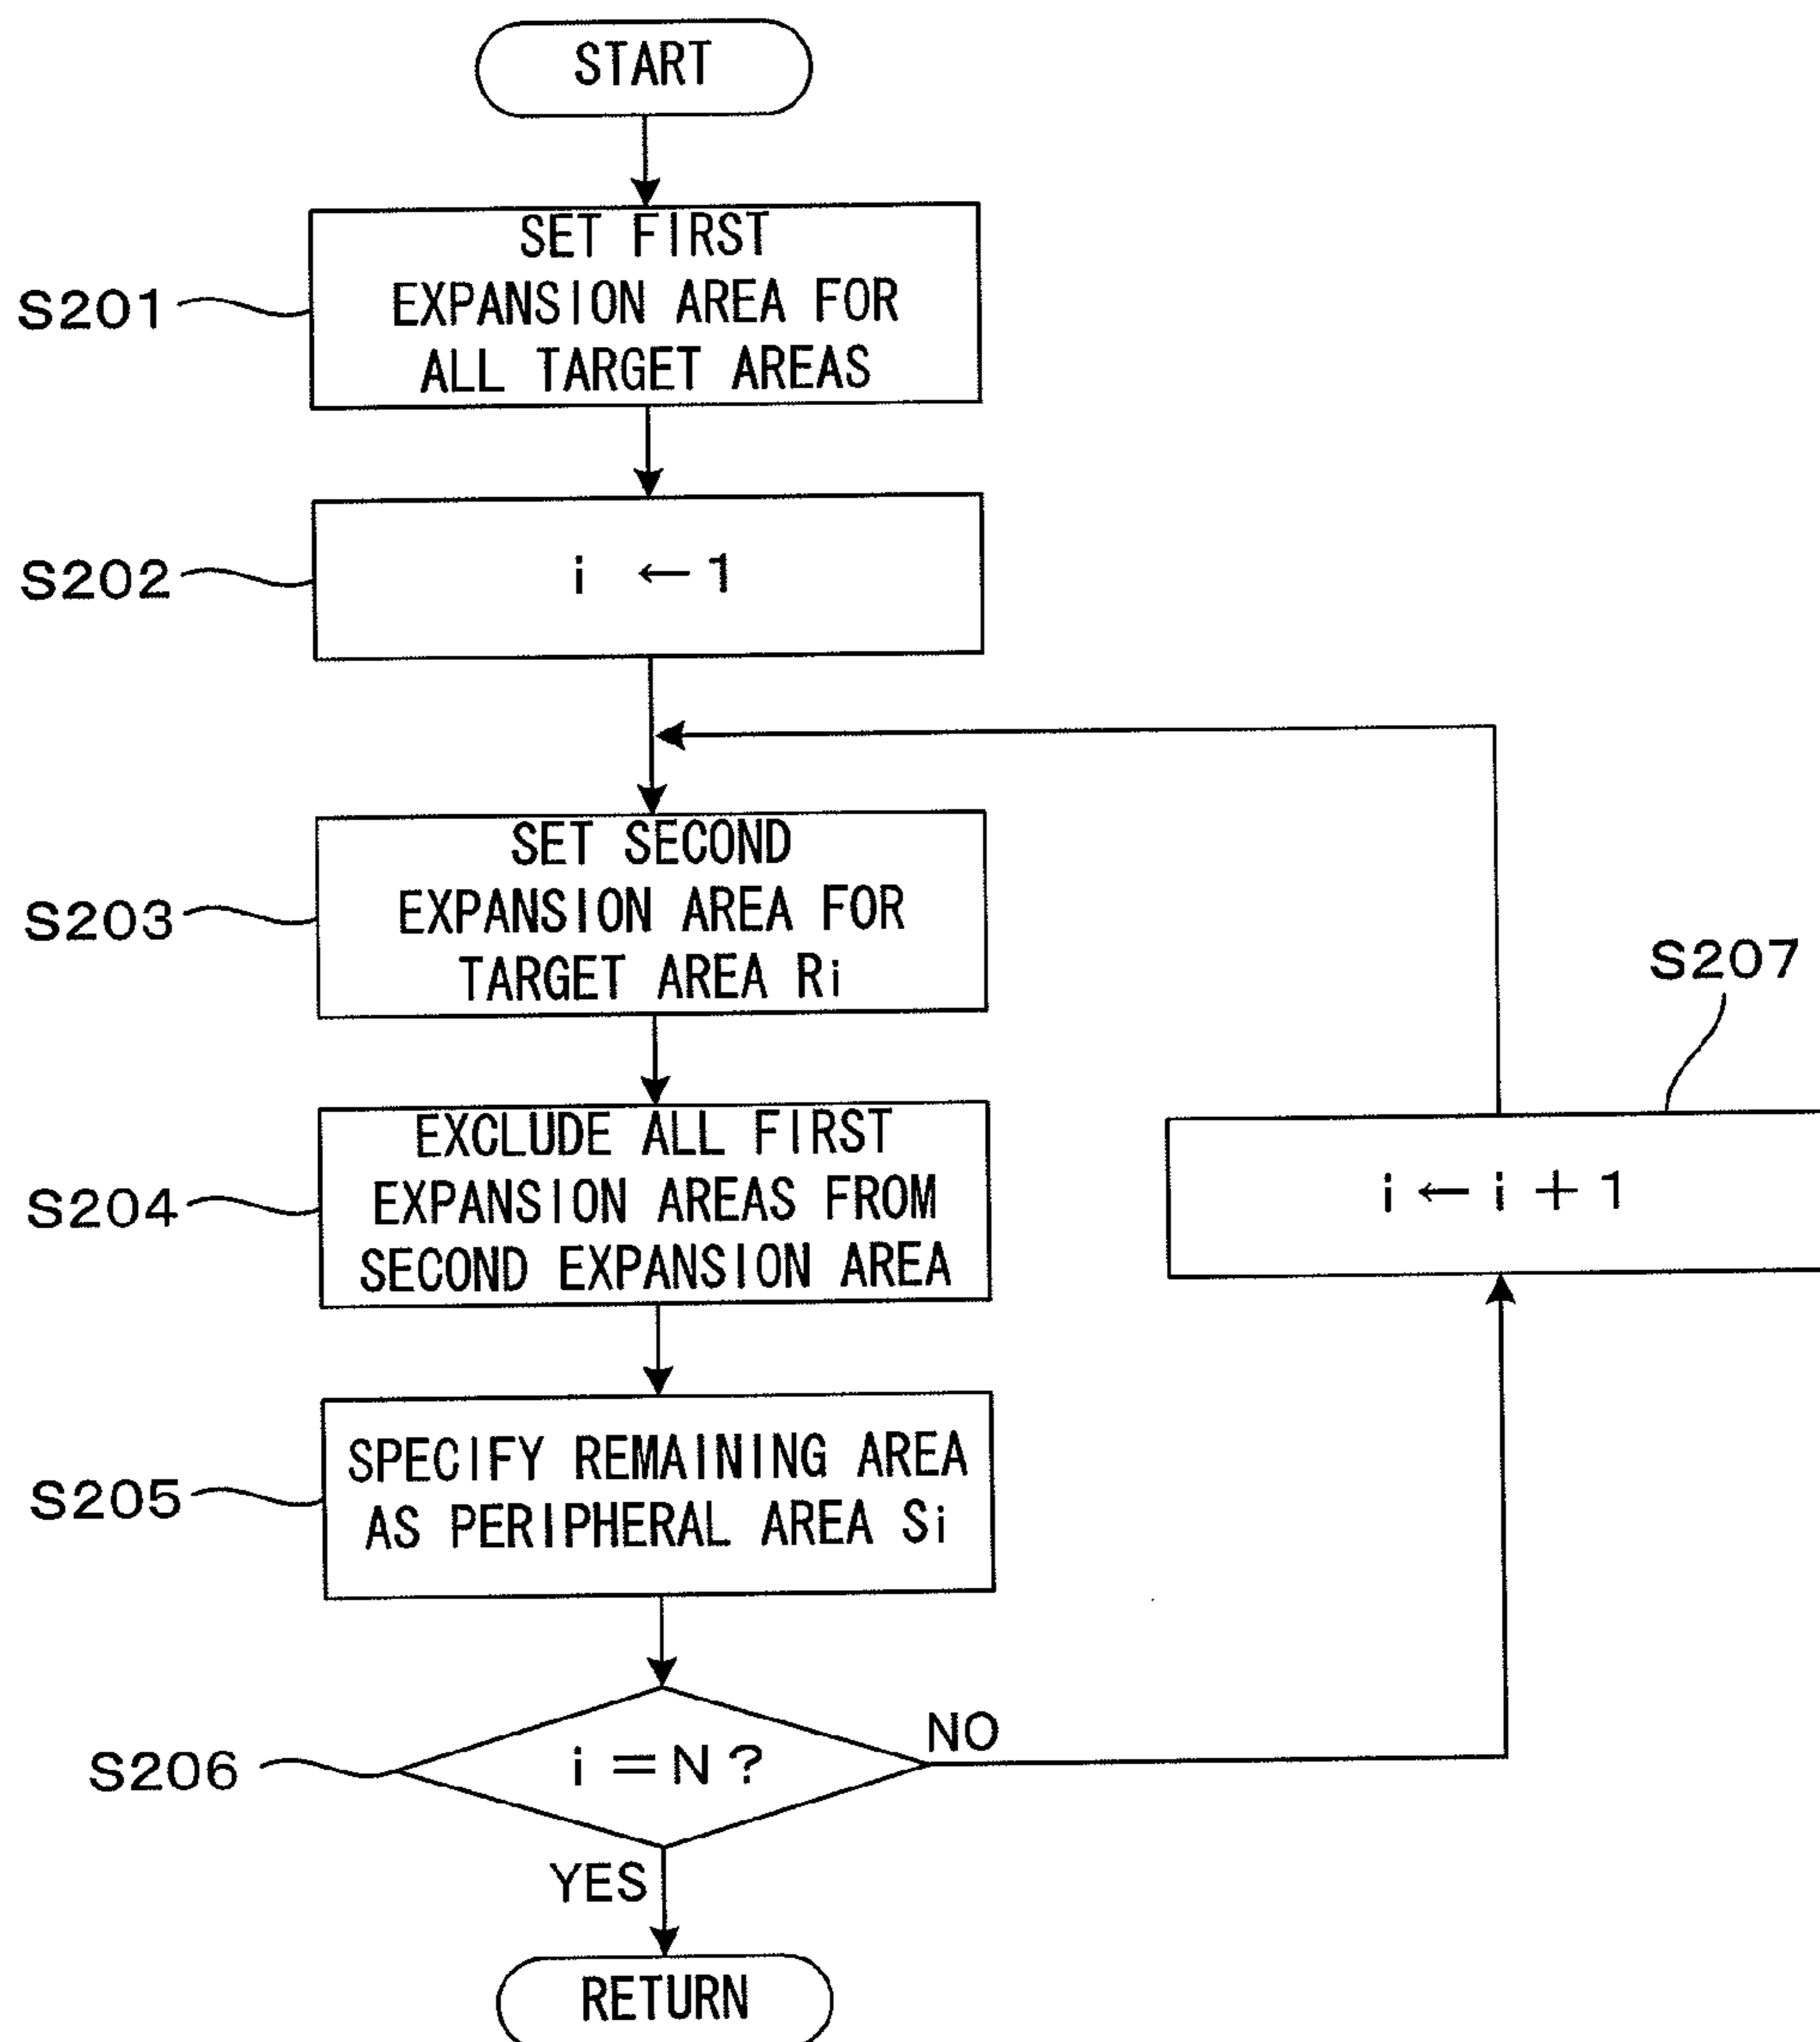 START
S201
SET FIRST
EXPANSION AREA FOR
ALL TARGET AREAS
S202
i ← 1
S203
SET SECOND
EXPANSION AREA FOR
TARGET AREA Ri
S204
EXCLUDE ALL FIRST
EXPANSION AREAS FROM
SECOND EXPANSION AREA
S207
i ← i + 1
S205
SPECIFY REMAINING AREA
AS PERIPHERAL AREA Si
S206
i = N ?
NO
YES
RETURN